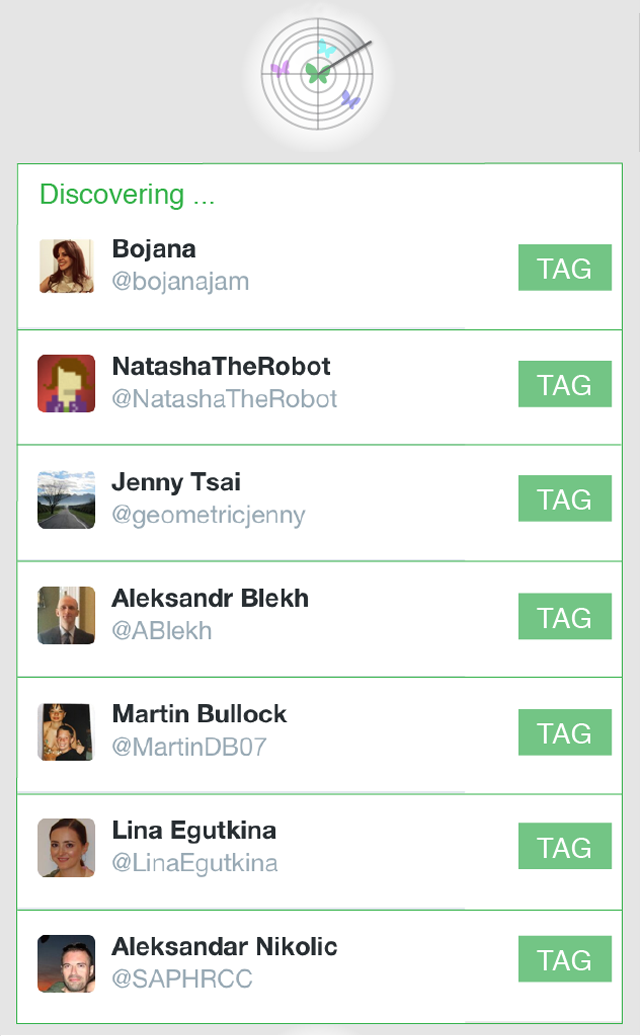 Discovering ...
Bojana
@bojanajam
TAG
NatashaTheRobot
@NatashaTheRobot
TAG
Jenny Tsai
@geometricjenny
TAG
Aleksandr Blekh
@ABlekh
TAG
Martin Bullock
@MartinDB07
TAG
Lina Egutkina
@LinaEgutkina
TAG
Aleksandar Nikolic
@SAPHRCC
TAG